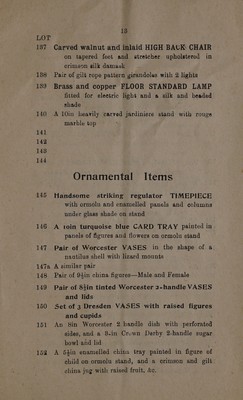 13
LOT
137 Carved walnut and inlaid HIGH BACK CHAIR
on tapered feet and stretcher upholstered in
crimson silk damask
138 Pair of gilt rope pattern girandoles with 2 lights
139 Brass and copper FLOOR STANDARD LAMP
fitted for electric light and a silk and beaded
shade
140 A 10in heavily carved jardiniere stand with rouge
marble top
141
142
143
144
Ornamental Items
145 Handsome striking regulator TIMEPIECE
with ormolu and enamelled panels and columns
under glass shade on stand
146 A 10in turquoise blue CARD TRAY painted in
panels of figures and flowers on ormolu stand
147 Pair of Worcester VASES in the shape of a
nautilus shell with lizard mounts
147a A similar pair
148 Pair of 9½in china figures—Male and Female
149 Pair of 8½in tinted Worcester 2-handle VASES
and lids
150 Set of 3 Dresden VASES with raised figures
and cupids
151 An 8in Worcester 2 handle dish with perforated
sides, and a 3in Crown Derby 2-handle sugar
bowl and lid
152 A 5½in enamelled china tray painted in figure of
child on ormolu stand, and a crimson and gilt
china jug with raised fruit, &c.